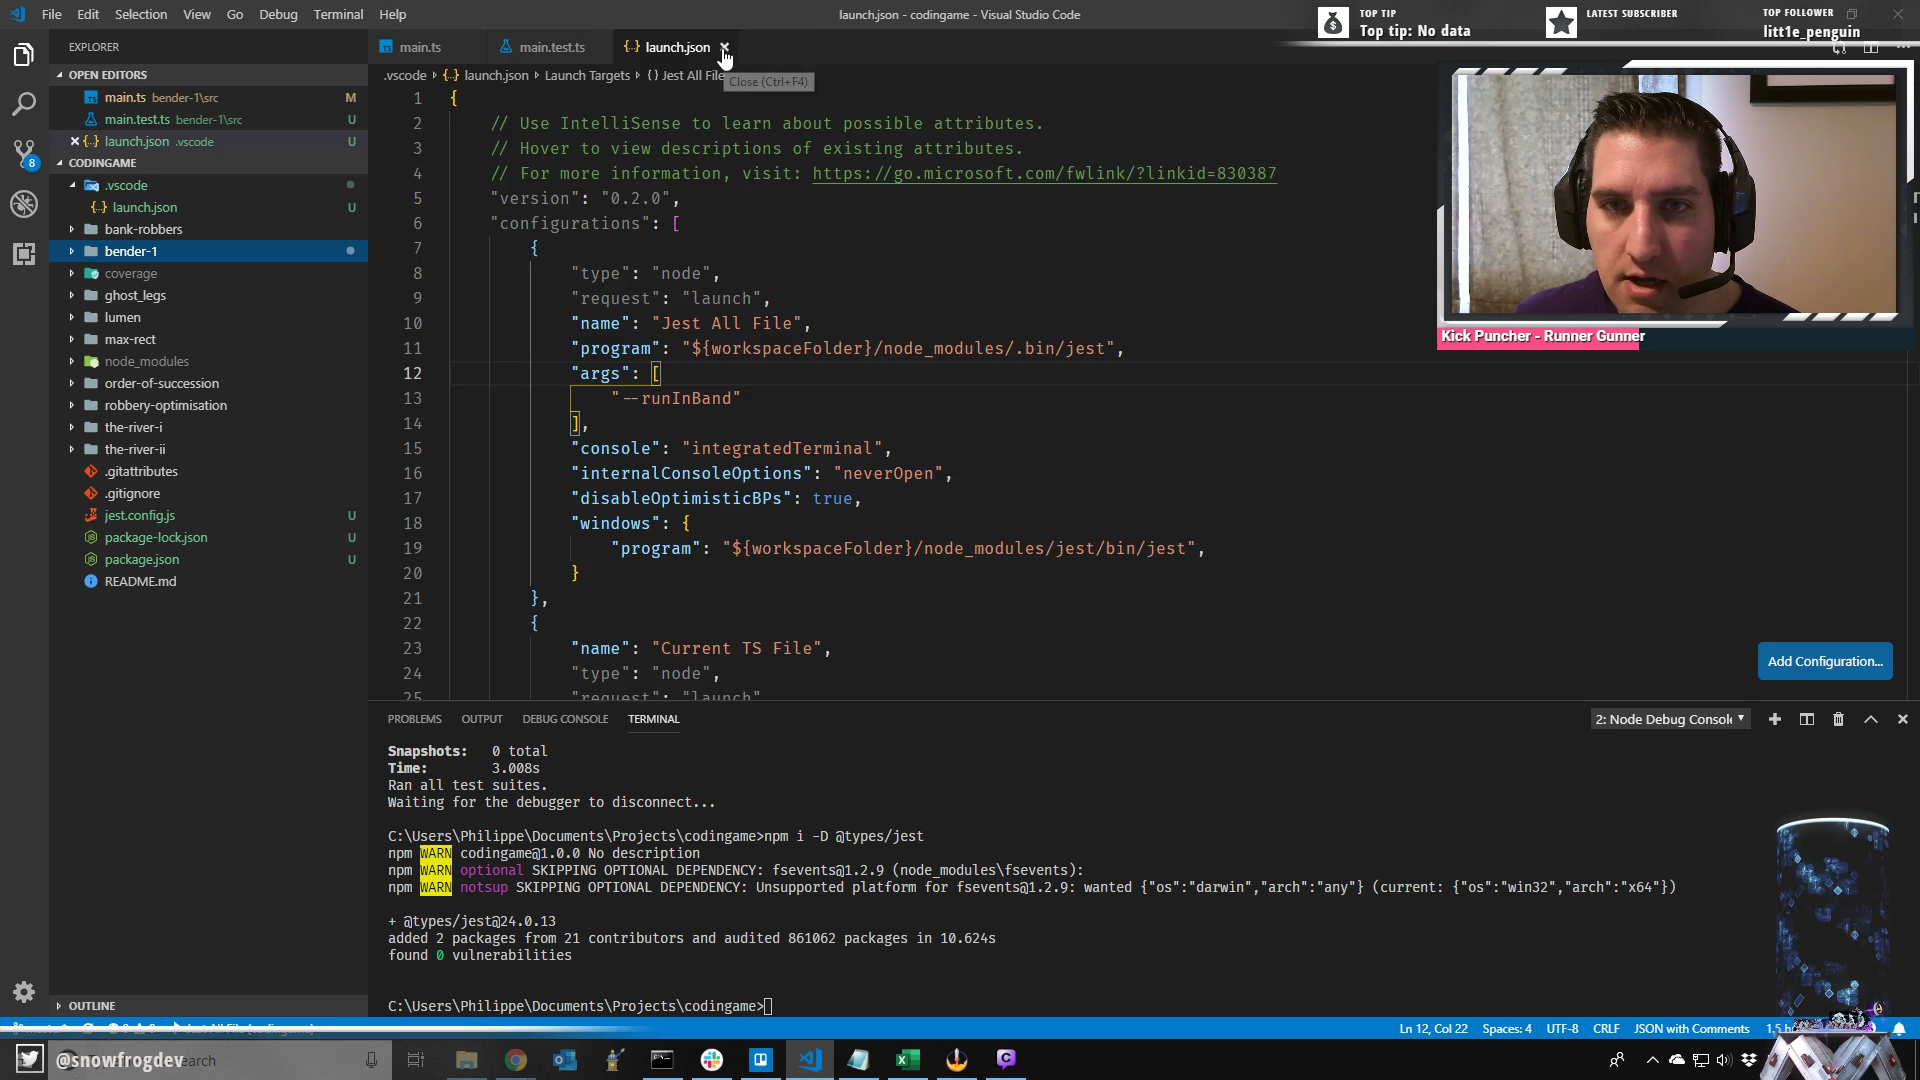 File Edit Selection View Go Debug Terminal Help
launch.json - codingame - Visual Studio Code
TOP TIP
Top tip: No data
LATEST SUBSCRIBER
TOP FOLLOWER
litt1e_penguin
EXPLORER
OPEN EDITORS
main.ts bender-1\src M
main.test.ts bender-1\src U
launch.json .vscode U
CODINGAME
.vscode
launch.json U
bank-robbers
bender-1
coverage
ghost_legs
lumen
max-rect
node_modules
order-of-succession
robbery-optimisation
the-river-i
the-river-ii
.gitattributes
.gitignore
jest.config.js U
package-lock.json U
package.json U
README.md
OUTLINE
8
main.ts
main.test.ts
launch.json
.vscode launch.json Launch Targets Jest All File
Close (Ctrl+F4)
1 {
2 // Use IntelliSense to learn about possible attributes.
3 // Hover to view descriptions of existing attributes.
4 // For more information, visit: https://go.microsoft.com/fwlink/?linkid=830387
5 "version": "0.2.0",
6 "configurations": [
7 {
8 "type": "node",
9 "request": "launch",
10 "name": "Jest All File",
11 "program": "${workspaceFolder}/node_modules/.bin/jest",
12 "args": [
13 "--runInBand"
14 ],
15 "console": "integratedTerminal",
16 "internalConsoleOptions": "neverOpen",
17 "disableOptimisticBPs": true,
18 "windows": {
19 "program": "${workspaceFolder}/node_modules/jest/bin/jest",
20 }
21 },
22 {
23 "name": "Current TS File",
24 "type": "node",
25 "request": "launch"
Kick Puncher - Runner Gunner
Add Configuration...
PROBLEMS OUTPUT DEBUG CONSOLE TERMINAL
2: Node Debug Consol
Snapshots: 0 total
Time: 3.008s
Ran all test suites.
Waiting for the debugger to disconnect...
C:\Users\Philippe\Documents\Projects\codingame>npm i -D @types/jest
npm WARN codingame@1.0.0 No description
npm WARN optional SKIPPING OPTIONAL DEPENDENCY: fsevents@1.2.9 (node_modules\fsevents):
npm WARN notsup SKIPPING OPTIONAL DEPENDENCY: Unsupported platform for fsevents@1.2.9: wanted {"os":"darwin","arch":"any"} (current: {"os":"win32","arch":"x64"})
+ @types/jest@24.0.13
added 2 packages from 21 contributors and audited 861062 packages in 10.624s
found 0 vulnerabilities
C:\Users\Philippe\Documents\Projects\codingame>
Ln 12, Col 22 Spaces: 4 UTF-8 CRLF JSON with Comments
@snowfrogdev